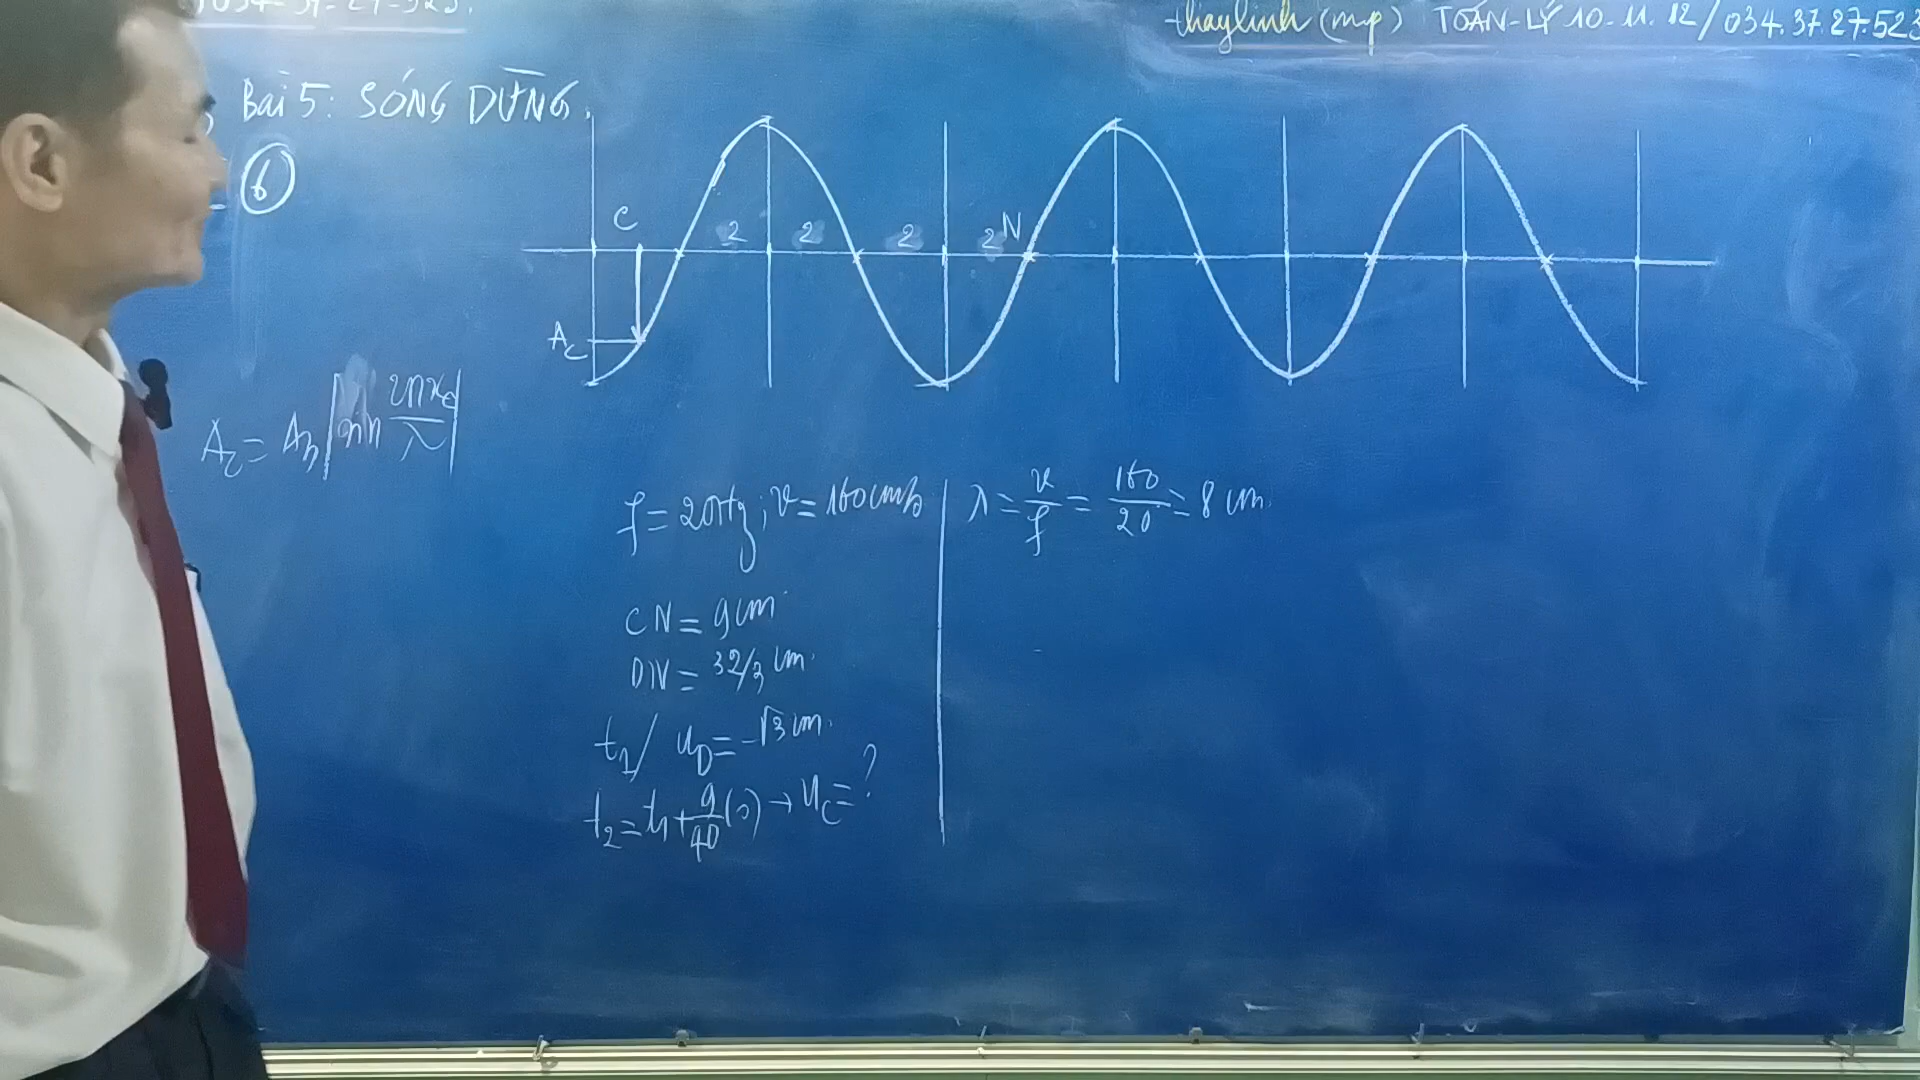 thaylinh (mp) TOÁN-LÝ 10-11.12/034.37.27.523
Bài 5: SÓNG DỪNG.
6
C
2 2 2 2 N
A_C
A_C = A_b |sin 2πx_C/λ|
f = 20Hz; v = 160cm/s
λ = v/f = 160/20 = 8 cm.
CN = 9cm
DN = 32/3 cm.
t_1/ u_D = -√3 cm.
t_2 = t_1 + 9/40 (s) → u_C = ?